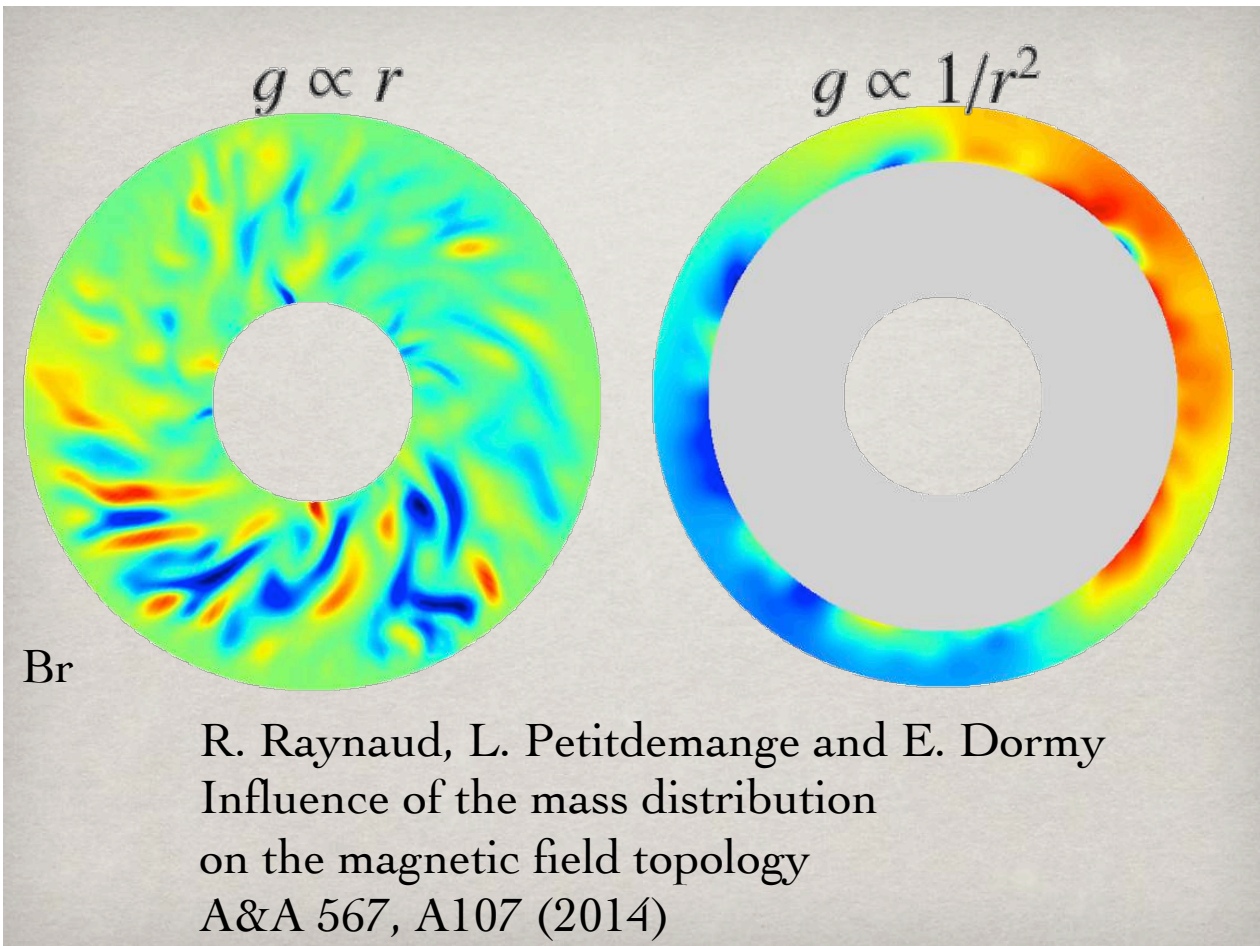 g ∝ r
g ∝ 1/r²
Br
R. Raynaud, L. Petitdemange and E. Dormy
Influence of the mass distribution
on the magnetic field topology
A&A 567, A107 (2014)